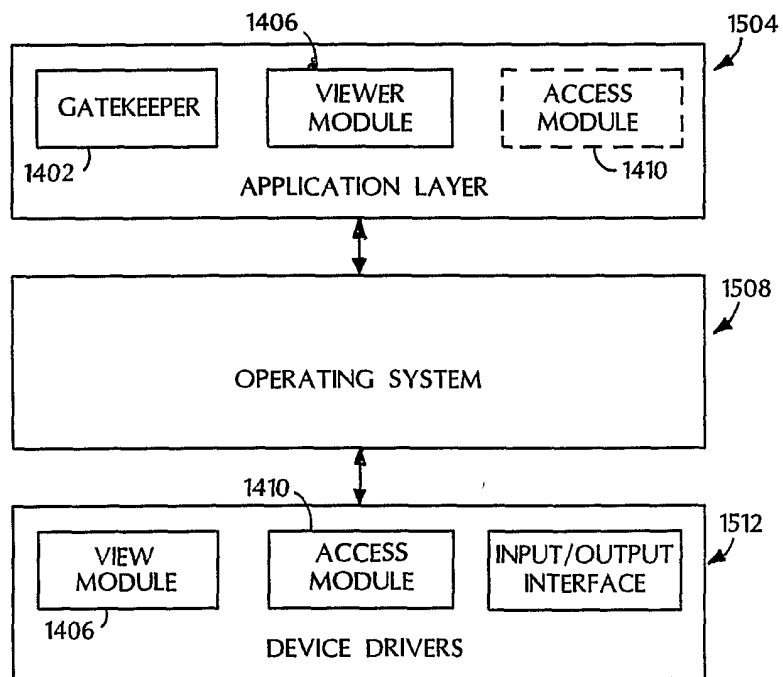 1406
1504
GATEKEEPER
VIEWER
MODULE
ACCESS
MODULE
1402
1410
APPLICATION LAYER
1508
OPERATING SYSTEM
1410
1512
VIEW
MODULE
ACCESS
MODULE
INPUT/OUTPUT
INTERFACE
1406
DEVICE DRIVERS